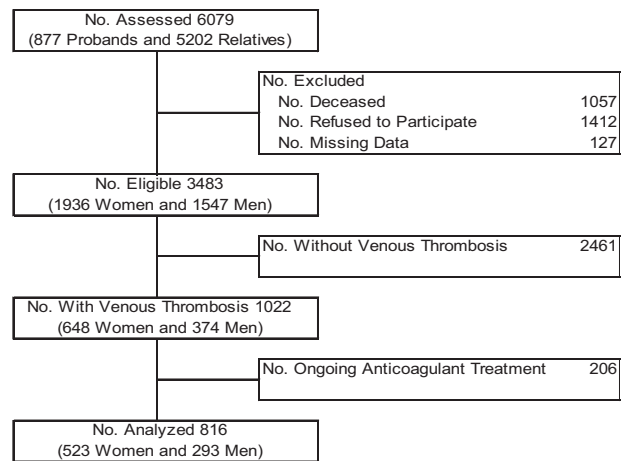 No. Assessed 6079
(877 Probands and 5202 Relatives)
No. Excluded
No. Deceased 1057
No. Refused to Participate 1412
No. Missing Data 127
No. Eligible 3483
(1936 Women and 1547 Men)
No. Without Venous Thrombosis 2461
No. With Venous Thrombosis 1022
(648 Women and 374 Men)
No. Ongoing Anticoagulant Treatment 206
No. Analyzed 816
(523 Women and 293 Men)